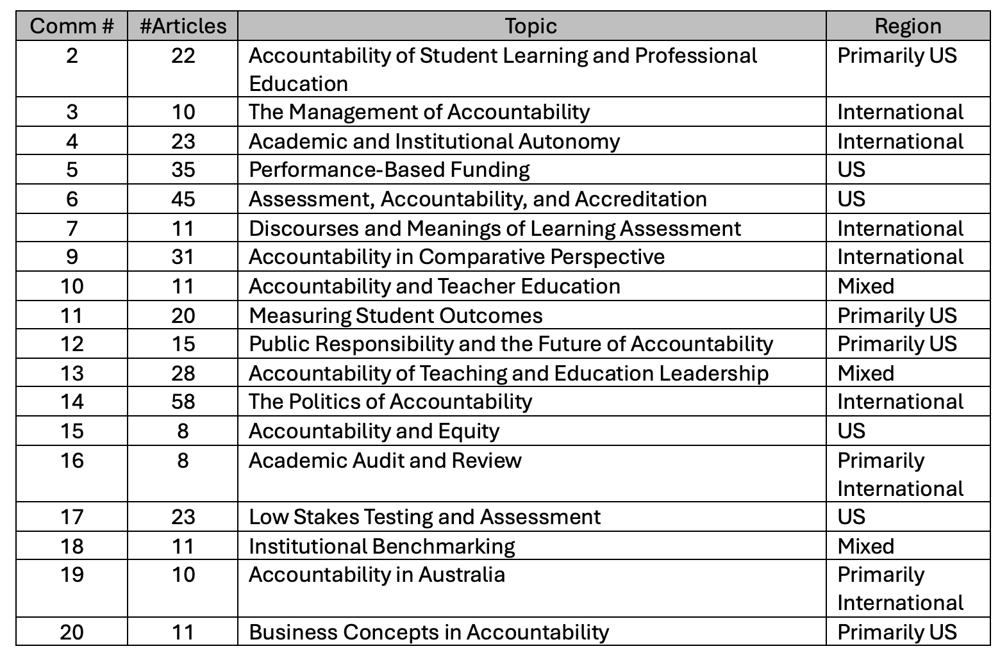 Comm # #Articles Topic Region
2 22 Accountability of Student Learning and Professional Primarily US
Education
3 10 The Management of Accountability International
4 23 Academic and Institutional Autonomy International
5 35 Performance-Based Funding US
6 45 Assessment, Accountability, and Accreditation US
7 11 Discourses and Meanings of Learning Assessment International
9 31 Accountability in Comparative Perspective International
10 11 Accountability and Teacher Education Mixed
11 20 Measuring Student Outcomes Primarily US
12 15 Public Responsibility and the Future of Accountability Primarily US
13 28 Accountability of Teaching and Education Leadership Mixed
14 58 The Politics of Accountability International
15 8 Accountability and Equity US
16 8 Academic Audit and Review Primarily
International
17 23 Low Stakes Testing and Assessment US
18 11 Institutional Benchmarking Mixed
19 10 Accountability in Australia Primarily
International
20 11 Business Concepts in Accountability Primarily US